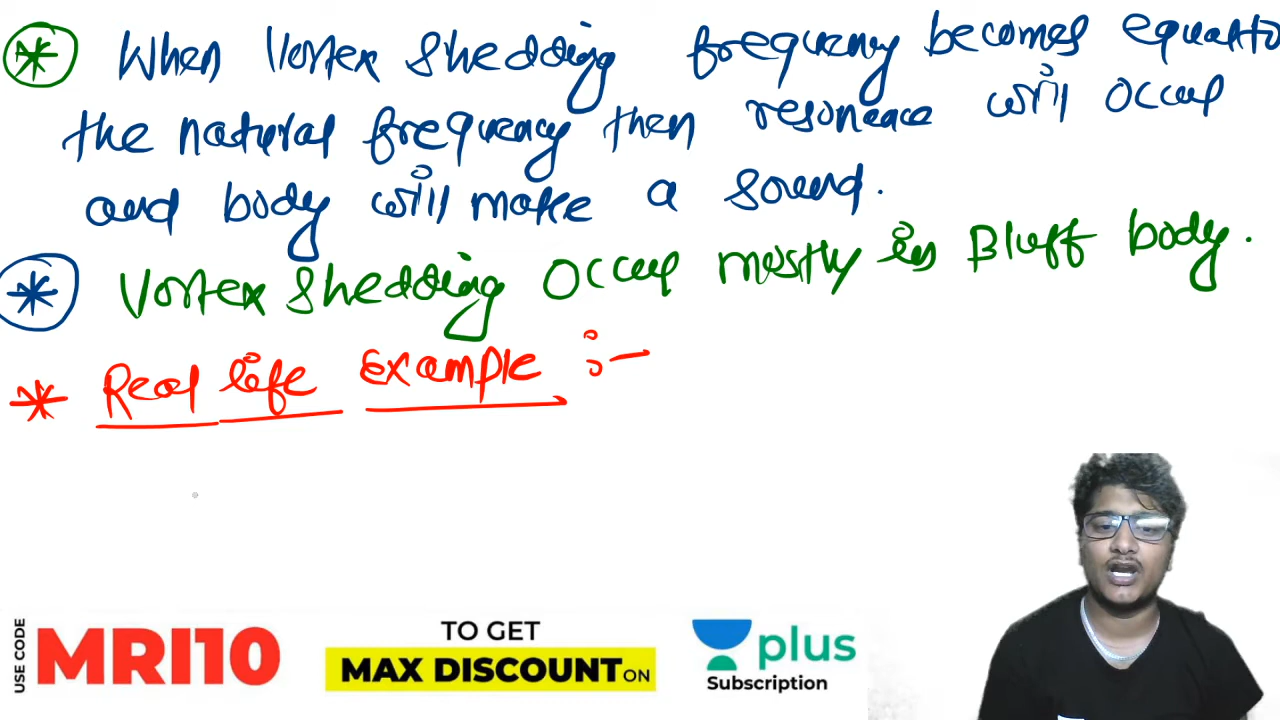 * When Vortex Shedding frequency becomes equal to
the natural frequency then resonance will occur
and body will make a sound.
* Vortex Shedding Occur mostly in Bluff body.
* Real life Example :-
USE CODE
MRI10
TO GET
MAX DISCOUNT ON
plus
Subscription